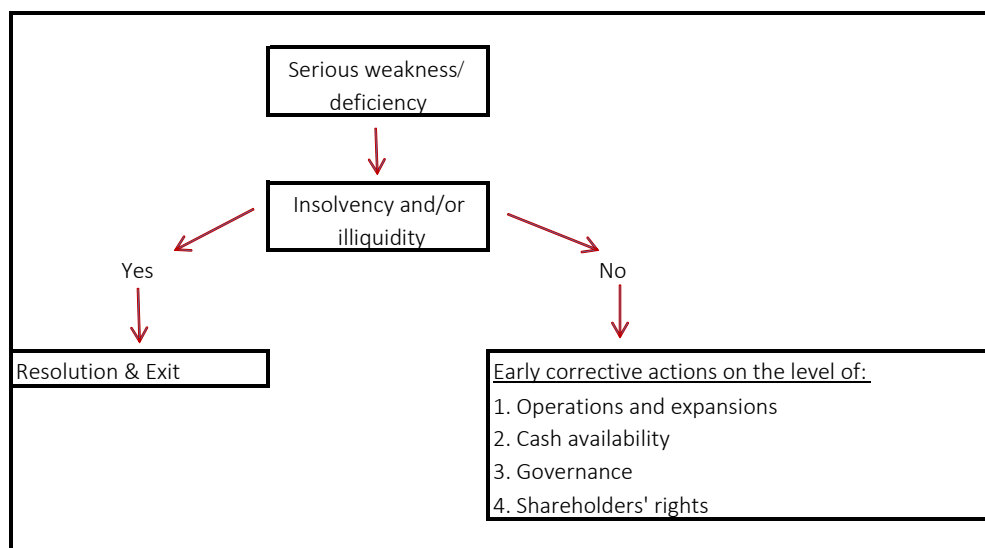 Serious weakness/
deficiency
Insolvency and/or
illiquidity
Yes
No
Resolution & Exit
Early corrective actions on the level of:
1. Operations and expansions
2. Cash availability
3. Governance
4. Shareholders' rights